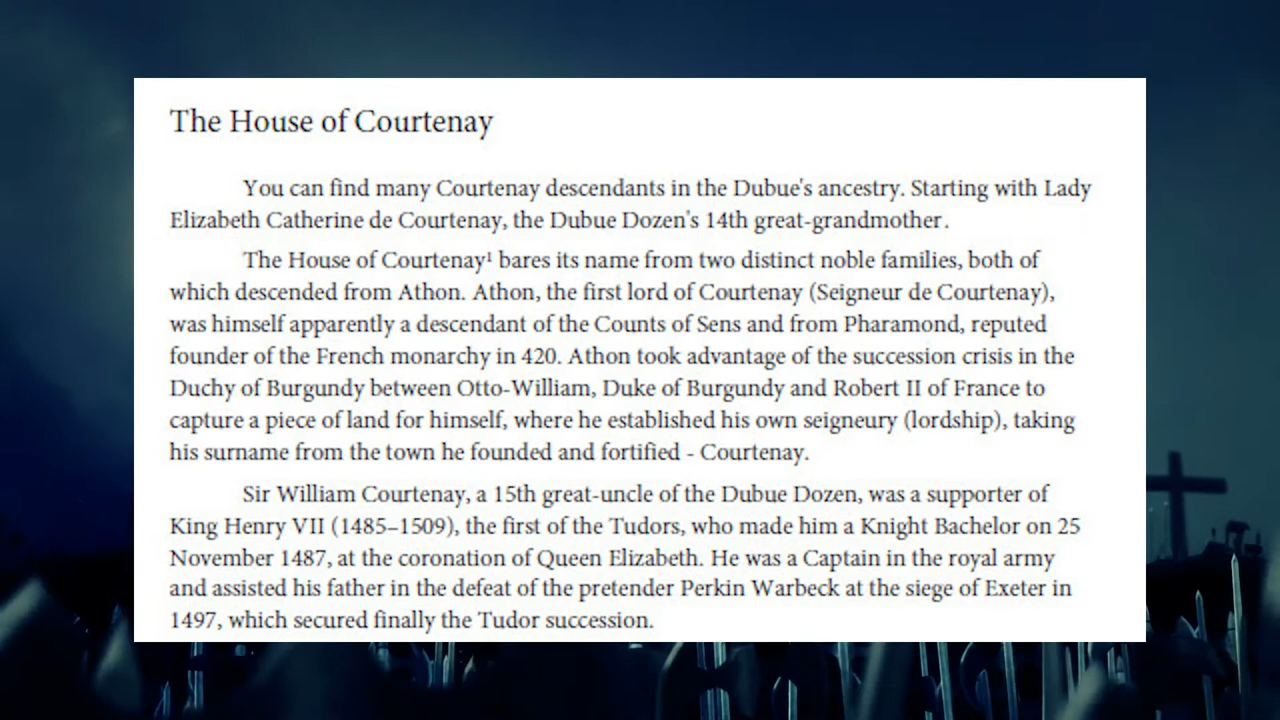 The House of Courtenay
You can find many Courtenay descendants in the Dubue's ancestry. Starting with Lady
Elizabeth Catherine de Courtenay, the Dubue Dozen's 14th great-grandmother.
The House of Courtenay¹ bares its name from two distinct noble families, both of
which descended from Athon. Athon, the first lord of Courtenay (Seigneur de Courtenay),
was himself apparently a descendant of the Counts of Sens and from Pharamond, reputed
founder of the French monarchy in 420. Athon took advantage of the succession crisis in the
Duchy of Burgundy between Otto-William, Duke of Burgundy and Robert II of France to
capture a piece of land for himself, where he established his own seigneury (lordship), taking
his surname from the town he founded and fortified - Courtenay.
Sir William Courtenay, a 15th great-uncle of the Dubue Dozen, was a supporter of
King Henry VII (1485–1509), the first of the Tudors, who made him a Knight Bachelor on 25
November 1487, at the coronation of Queen Elizabeth. He was a Captain in the royal army
and assisted his father in the defeat of the pretender Perkin Warbeck at the siege of Exeter in
1497, which secured finally the Tudor succession.